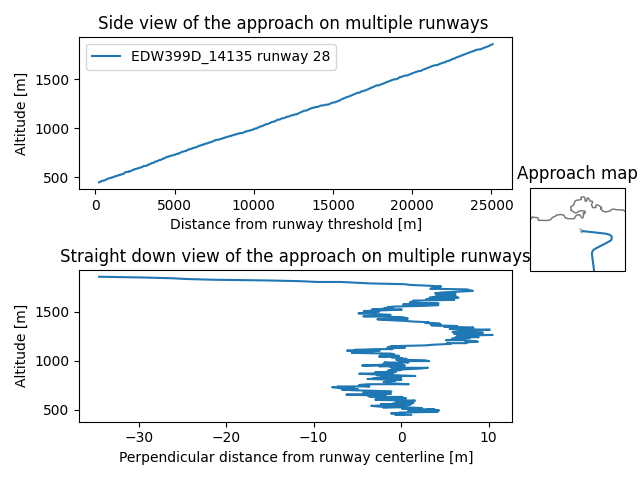 Side view of the approach on multiple runways
EDW399D_14135 runway 28
Altitude [m]
1500
1000
500
0
5000
10000
15000
20000
25000
Distance from runway threshold [m]
Approach map
Straight down view of the approach on multiple runways
Altitude [m]
1500
1000
500
−30
−20
−10
0
10
Perpendicular distance from runway centerline [m]